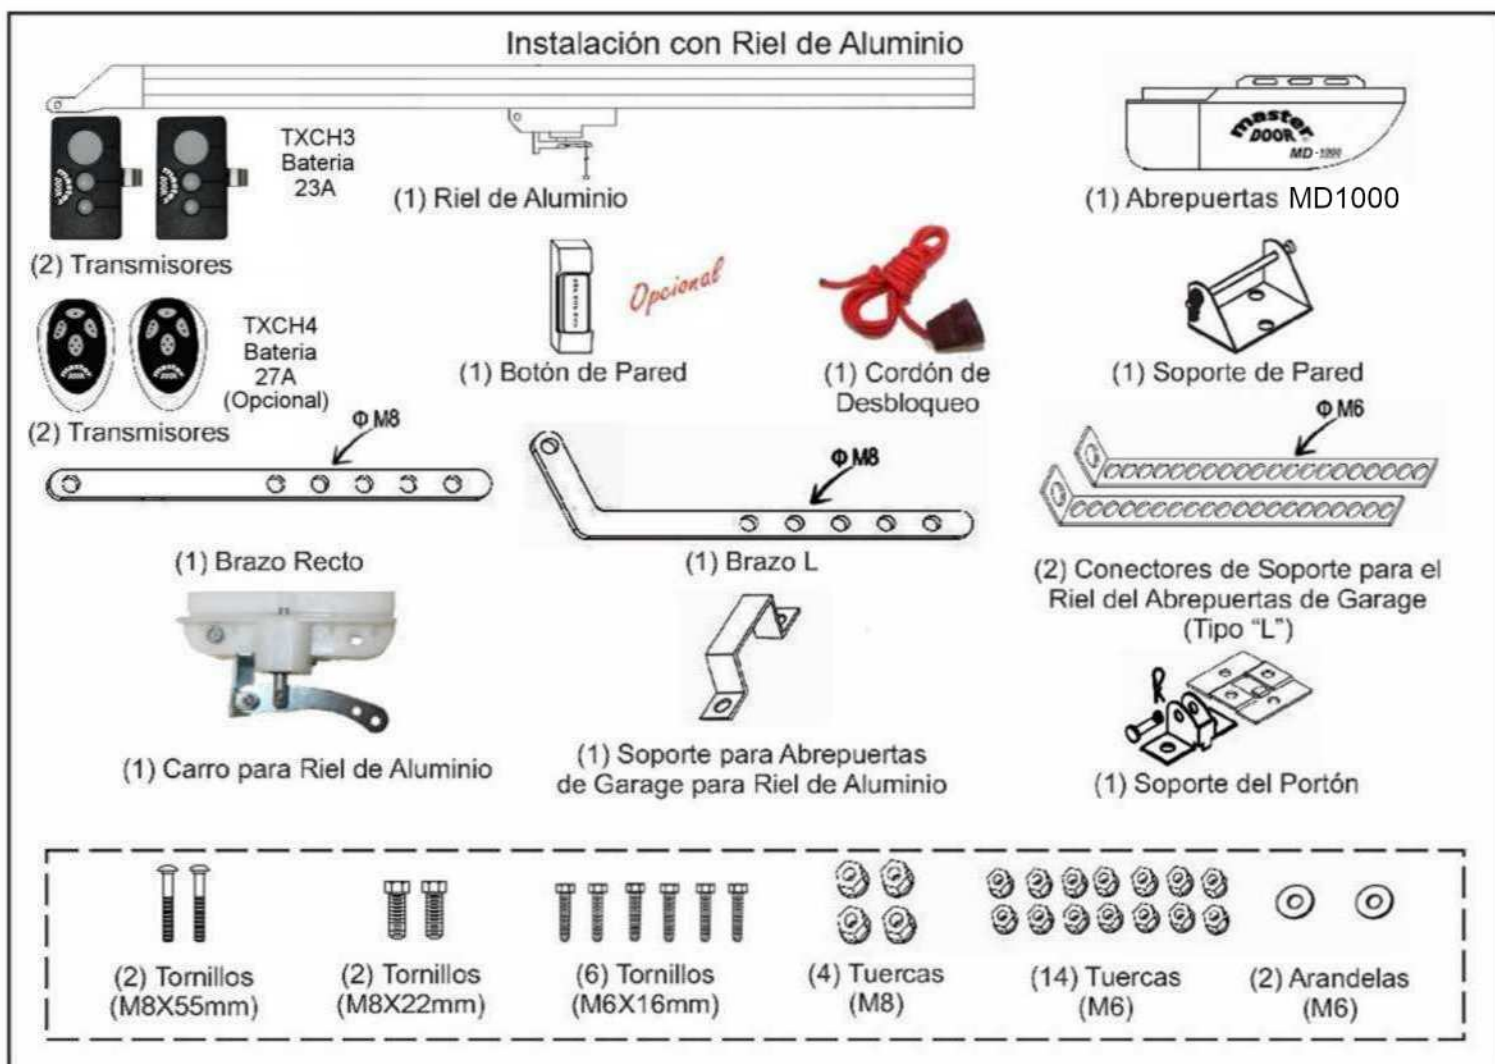 Instalación con Riel de Aluminio
TXCH3
Bateria
23A
(2) Transmisores
(1) Riel de Aluminio
master
DOOR
MD-1000
(1) Abrepuertas MD1000
TXCH4
Bateria
27A
(Opcional)
(2) Transmisores
Opcional
(1) Botón de Pared
(1) Cordón de
Desbloqueo
(1) Soporte de Pared
Φ M8
(1) Brazo Recto
Φ M8
(1) Brazo L
Φ M6
(2) Conectores de Soporte para el
Riel del Abrepuertas de Garage
(Tipo “L”)
(1) Carro para Riel de Aluminio
(1) Soporte para Abrepuertas
de Garage para Riel de Aluminio
(1) Soporte del Portón
(2) Tornillos
(M8X55mm)
(2) Tornillos
(M8X22mm)
(6) Tornillos
(M6X16mm)
(4) Tuercas
(M8)
(14) Tuercas
(M6)
(2) Arandelas
(M6)